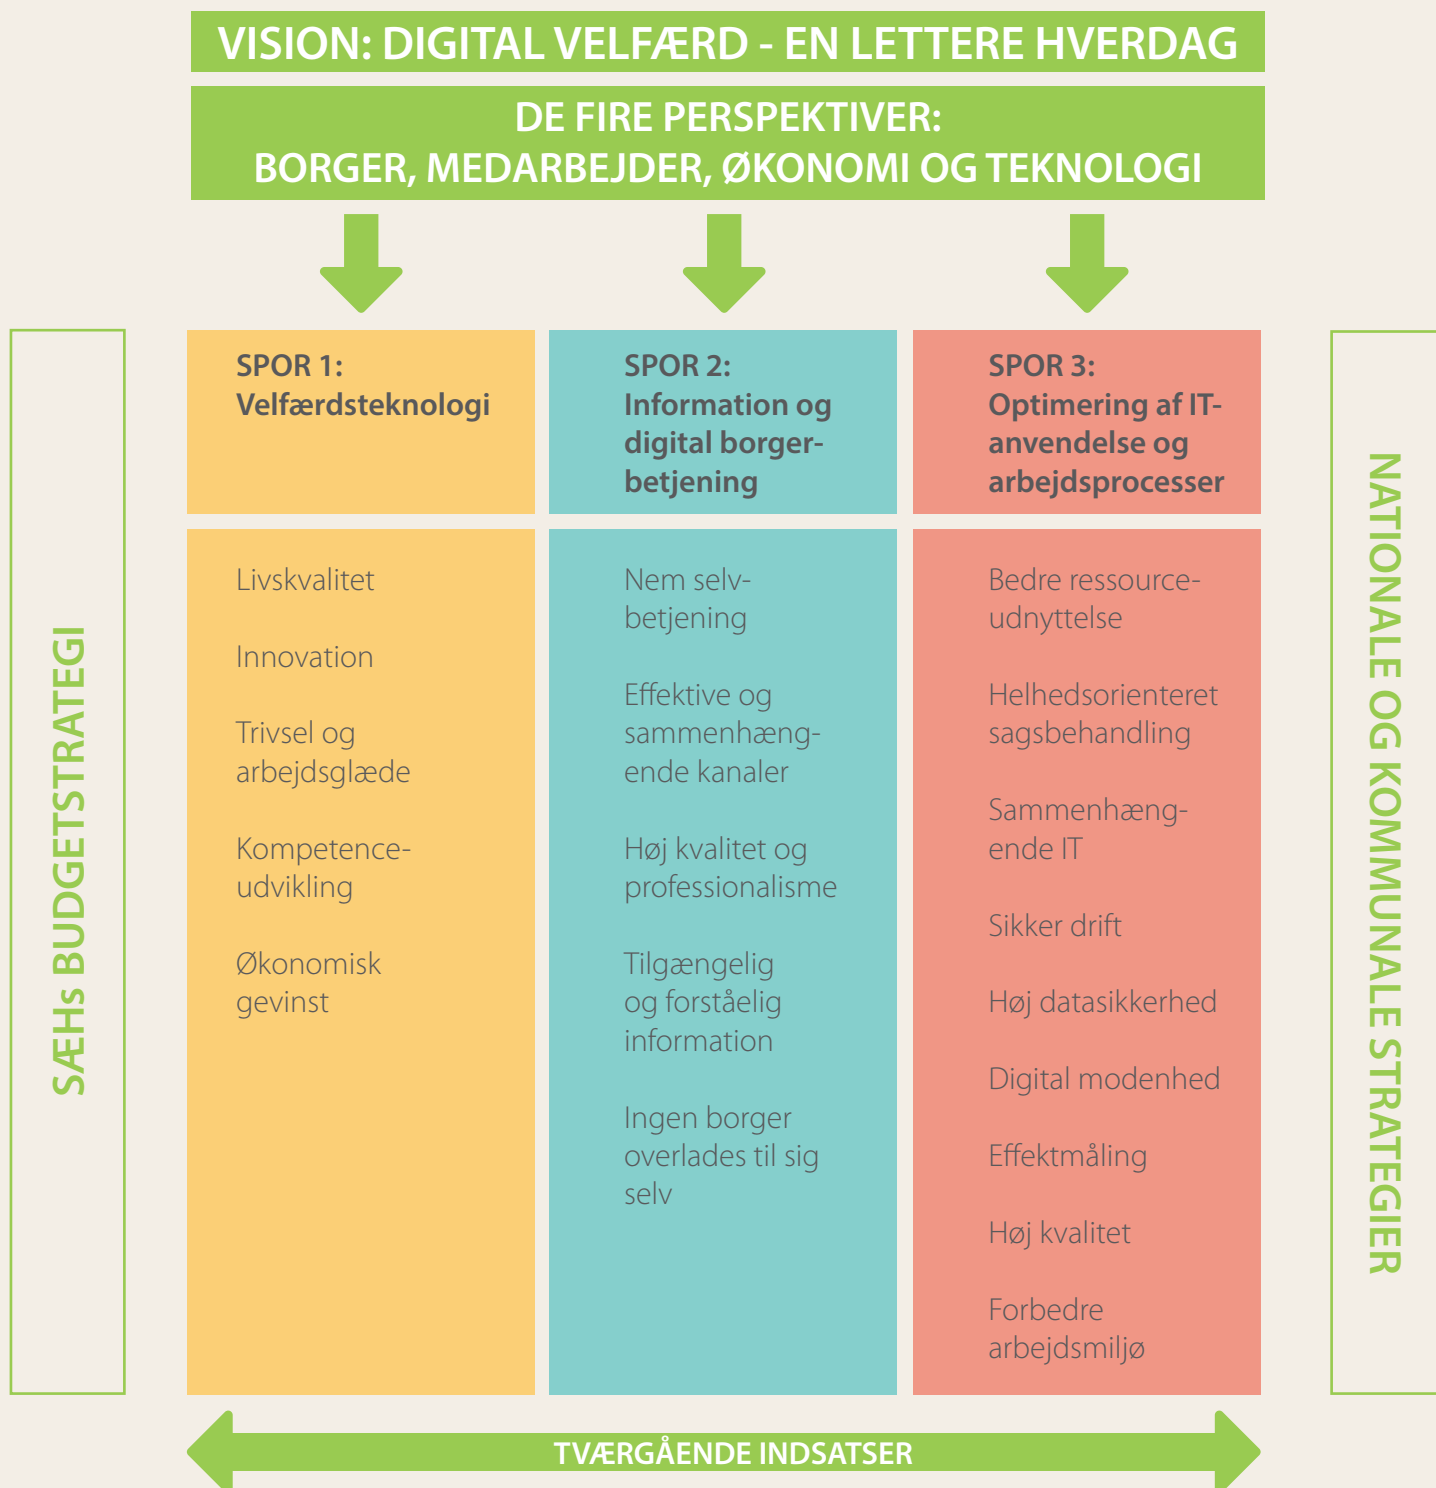 VISION: DIGITAL VELFÆRD - EN LETTERE HVERDAG
DE FIRE PERSPEKTIVER:
BORGER, MEDARBEJDER, ØKONOMI OG TEKNOLOGI
SÆHs BUDGETSTRATEGI
SPOR 1:
Velfærdsteknologi
Livskvalitet
Innovation
Trivsel og
arbejdsglæde
Kompetence-
udvikling
Økonomisk
gevinst
SPOR 2:
Information og
digital borger-
betjening
Nem selv-
betjening
Effektive og
sammenhæng-
ende kanaler
Høj kvalitet og
professionalisme
Tilgængelig
og forståelig
information
Ingen borger
overlades til sig
selv
SPOR 3:
Optimering af IT-
anvendelse og
arbejdsprocesser
Bedre ressource-
udnyttelse
Helhedsorienteret
sagsbehandling
Sammenhæng-
ende IT
Sikker drift
Høj datasikkerhed
Digital modenhed
Effektmåling
Høj kvalitet
Forbedre
arbejdsmiljø
NATIONALE OG KOMMUNALE STRATEGIER
TVÆRGÅENDE INDSATSER